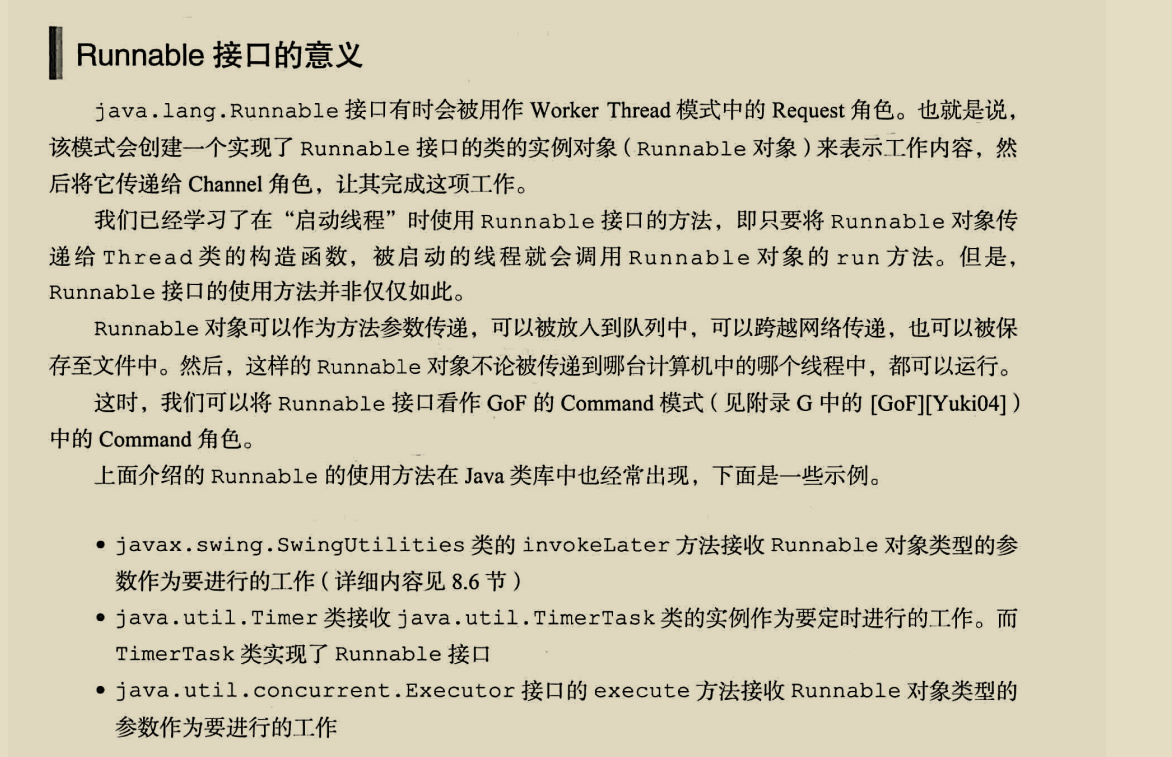 Runnable 接口的意义
java.lang.Runnable 接口有时会被用作 Worker Thread 模式中的 Request 角色。也就是说，
该模式会创建一个实现了 Runnable 接口的类的实例对象（Runnable 对象）来表示工作内容，然
后将它传递给 Channel 角色，让其完成这项工作。
我们已经学习了在“启动线程”时使用 Runnable 接口的方法，即只要将 Runnable 对象传
递给 Thread 类的构造函数，被启动的线程就会调用 Runnable 对象的 run 方法。但是，
Runnable 接口的使用方法并非仅仅如此。
Runnable 对象可以作为方法参数传递，可以被放入到队列中，可以跨越网络传递，也可以被保
存至文件中。然后，这样的 Runnable 对象不论被传递到哪台计算机中的哪个线程中，都可以运行。
这时，我们可以将 Runnable 接口看作 GoF 的 Command 模式（见附录 G 中的 [GoF][Yuki04]）
中的 Command 角色。
上面介绍的 Runnable 的使用方法在 Java 类库中也经常出现，下面是一些示例。
• javax.swing.SwingUtilities 类的 invokeLater 方法接收 Runnable 对象类型的参
数作为要进行的工作（详细内容见 8.6 节）
• java.util.Timer 类接收 java.util.TimerTask 类的实例作为要定时进行的工作。而
TimerTask 类实现了 Runnable 接口
• java.util.concurrent.Executor 接口的 execute 方法接收 Runnable 对象类型的
参数作为要进行的工作